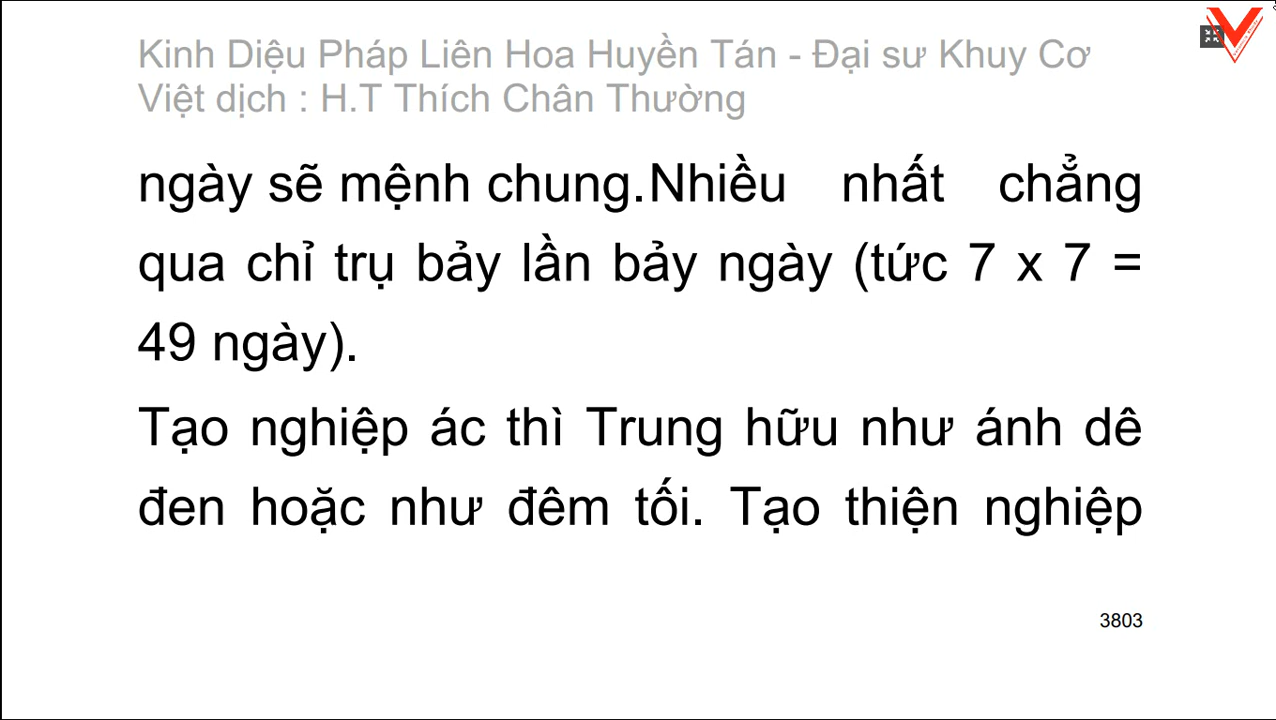 Kinh Diệu Pháp Liên Hoa Huyền Tán - Đại sư Khuy Cơ
Việt dịch : H.T Thích Chân Thường
ngày sẽ mệnh chung.Nhiều nhất chẳng
qua chỉ trụ bảy lần bảy ngày (tức 7 x 7 =
49 ngày).
Tạo nghiệp ác thì Trung hữu như ánh dê
đen hoặc như đêm tối. Tạo thiện nghiệp
3803